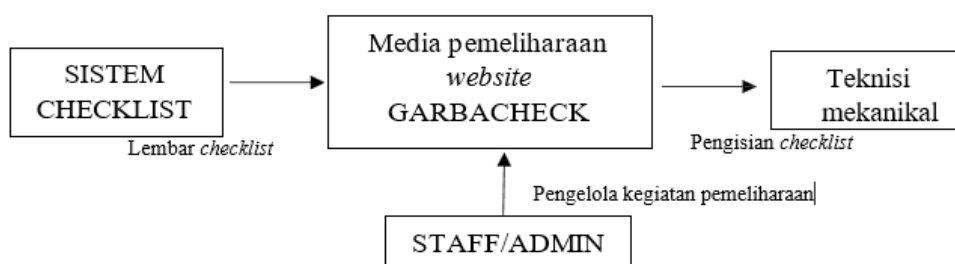 SISTEM
CHECKLIST
Lembar checklist
Media pemeliharaan
website
GARBACHECK
Teknisi
mekanikal
Pengisian checklist
Pengelola kegiatan pemeliharaan
STAFF/ADMIN